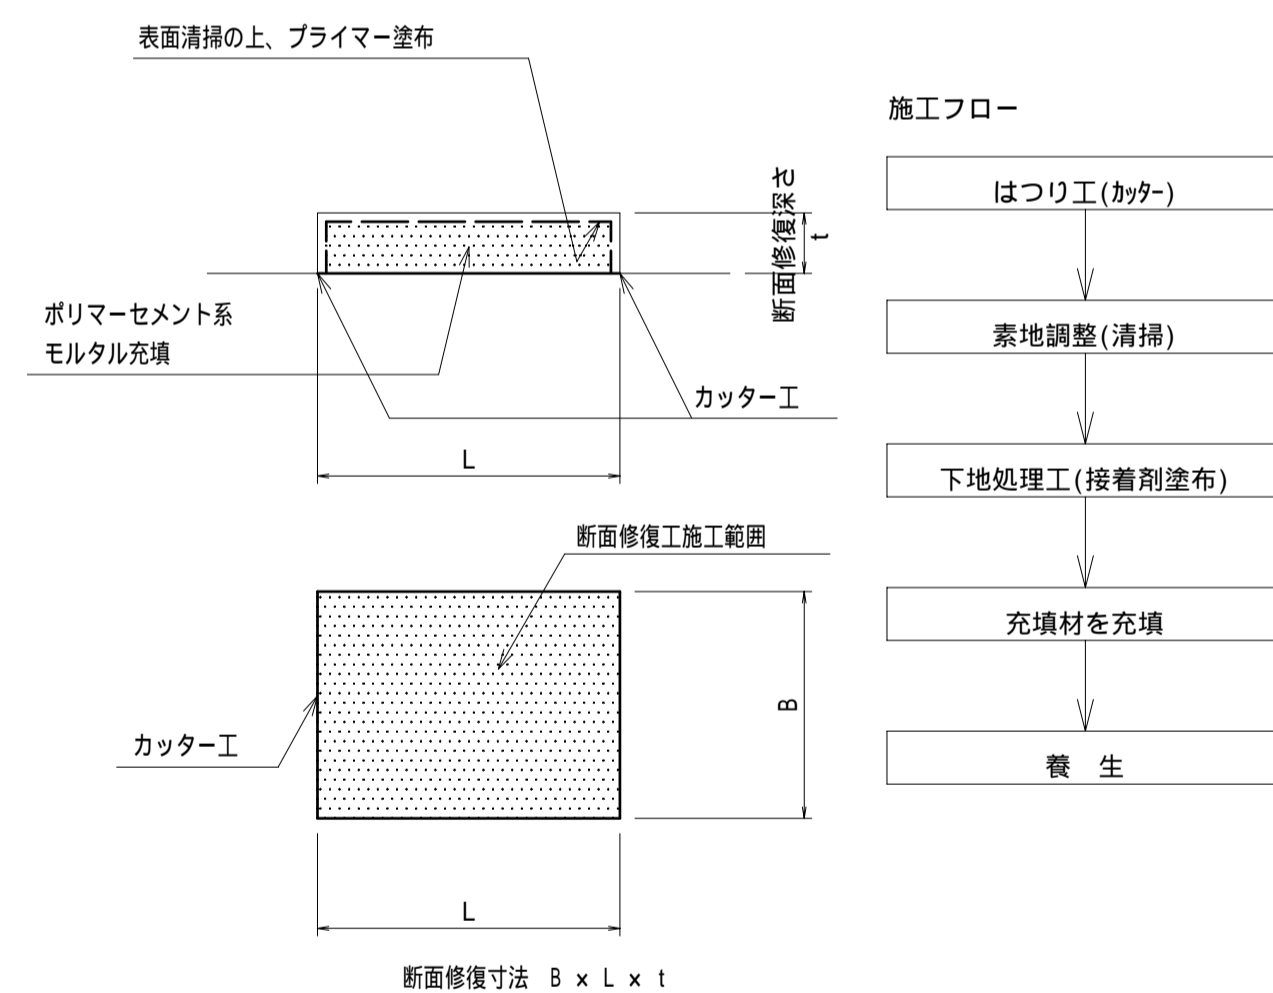 表面清掃の上、プライマー塗布
断面修復深さ
t
ポリマーセメント系
モルタル充填
カッター工
L
断面修復工施工範囲
B
カッター工
L
断面修復寸法 B × L × t
施工フロー
はつり工(カッター)
素地調整(清掃)
下地処理工(接着剤塗布)
充填材を充填
養 生